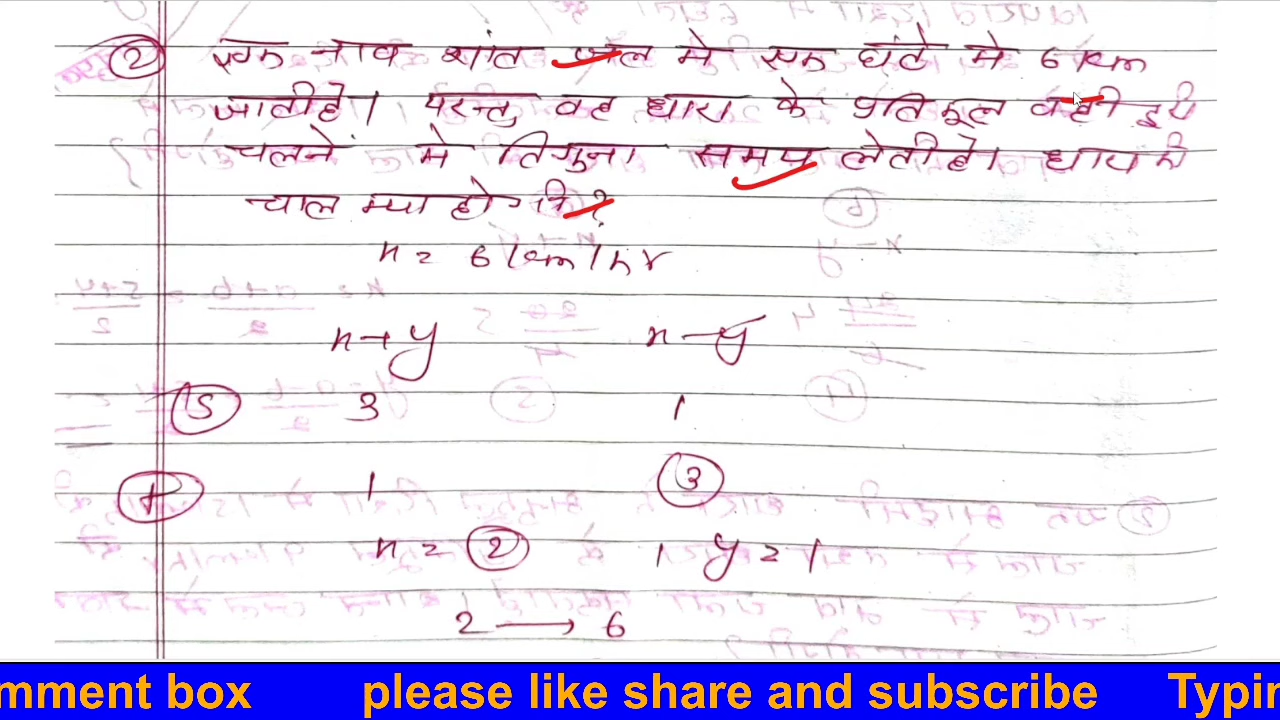 ② एक नाव शांत जल मे एक घंटे मे 6 km
जाती है। परन्तु वह धारा के प्रतिकूल वही दूरी
चलने में तिगुना समय लेती है। धारा की
चाल क्या होगी?
x = 6 km/hr
x+y x-y
Ⓢ 3 1
Ⓣ 1 ③
x = ② , y = 1
2 ⟶ 6
mment box please like share and subscribe Typin